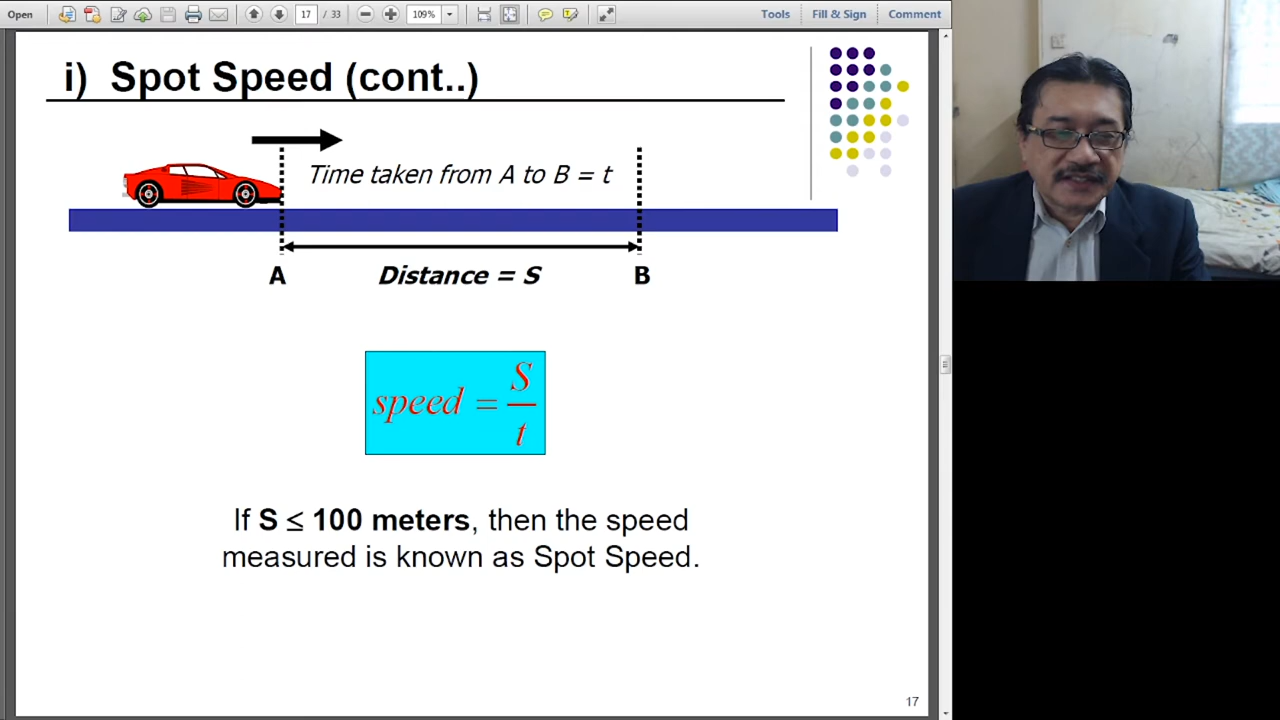 Open
17 / 33
109%
Tools
Fill & Sign
Comment
i) Spot Speed (cont..)
Time taken from A to B = t
A
Distance = S
B
speed = S/t
If S ≤ 100 meters, then the speed
measured is known as Spot Speed.
17